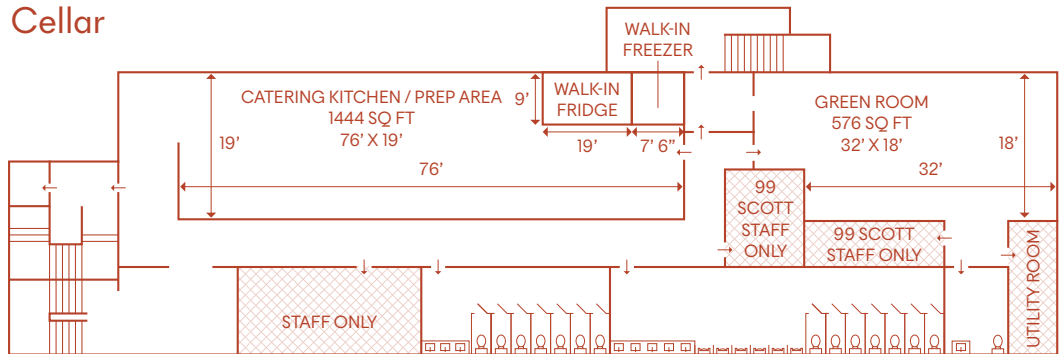 Cellar
WALK-IN
FREEZER
CATERING KITCHEN / PREP AREA
1444 SQ FT
76' X 19'
19'
9'
WALK-IN
FRIDGE
19'
7' 6"
76'
GREEN ROOM
576 SQ FT
32' X 18'
18'
32'
99
SCOTT
STAFF
ONLY
99 SCOTT
STAFF ONLY
UTILITY ROOM
STAFF ONLY